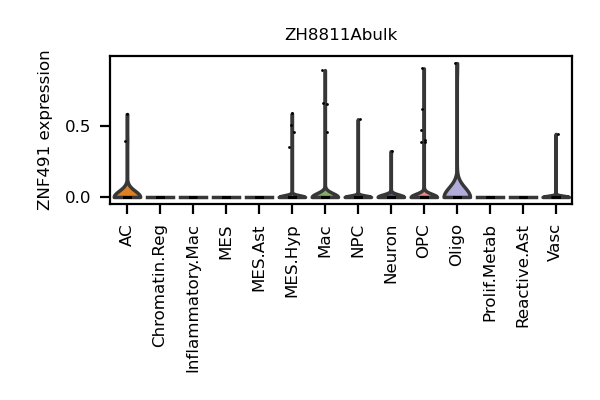 ZH8811Abulk
ZNF491 expression
0.5
0.0
AC
Chromatin.Reg
Inflammatory.Mac
MES
MES.Ast
MES.Hyp
Mac
NPC
Neuron
OPC
Oligo
Prolif.Metab
Reactive.Ast
Vasc